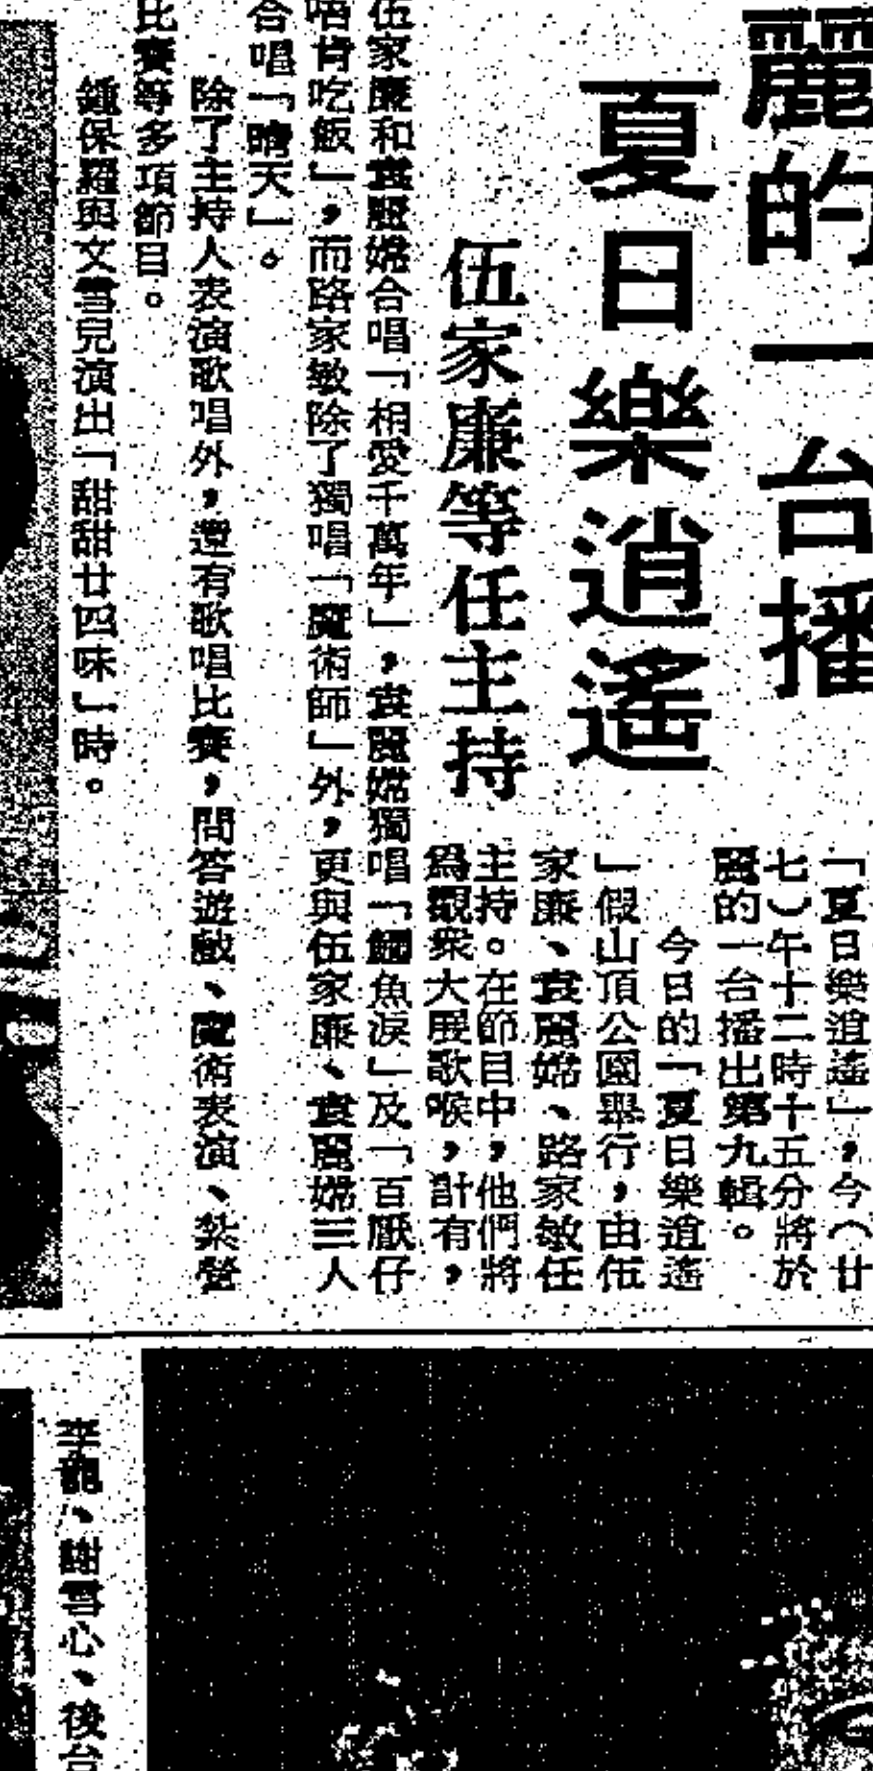 麗的一台播
夏日樂逍遙
伍家廉等任主持
「夏日樂逍遙」，今（廿
七）午十二時十五分將於
麗的一台播出第九輯。
今日的「夏日樂逍遙
」假山頂公園舉行，由伍
家廉、袁麗嫦、路家敏任
主持。在節目中，他們將
為觀衆大展歌喉，計有，
伍家廉和袁麗嫦合唱「相愛千萬年」，袁麗嫦獨唱「鱷魚淚」及「百厭仔
唔肯吃飯」，而路家敏除了獨唱「魔術師」外，更與伍家廉、袁麗嫦三人
合唱「晴天」。
除了主持人表演歌唱外，還有歌唱比賽，問答遊戲、魔術表演、紮營
比賽等多項節目。
鍾保羅與文雪兒演出「甜甜廿四味」時。
李龍、謝雪心、後台